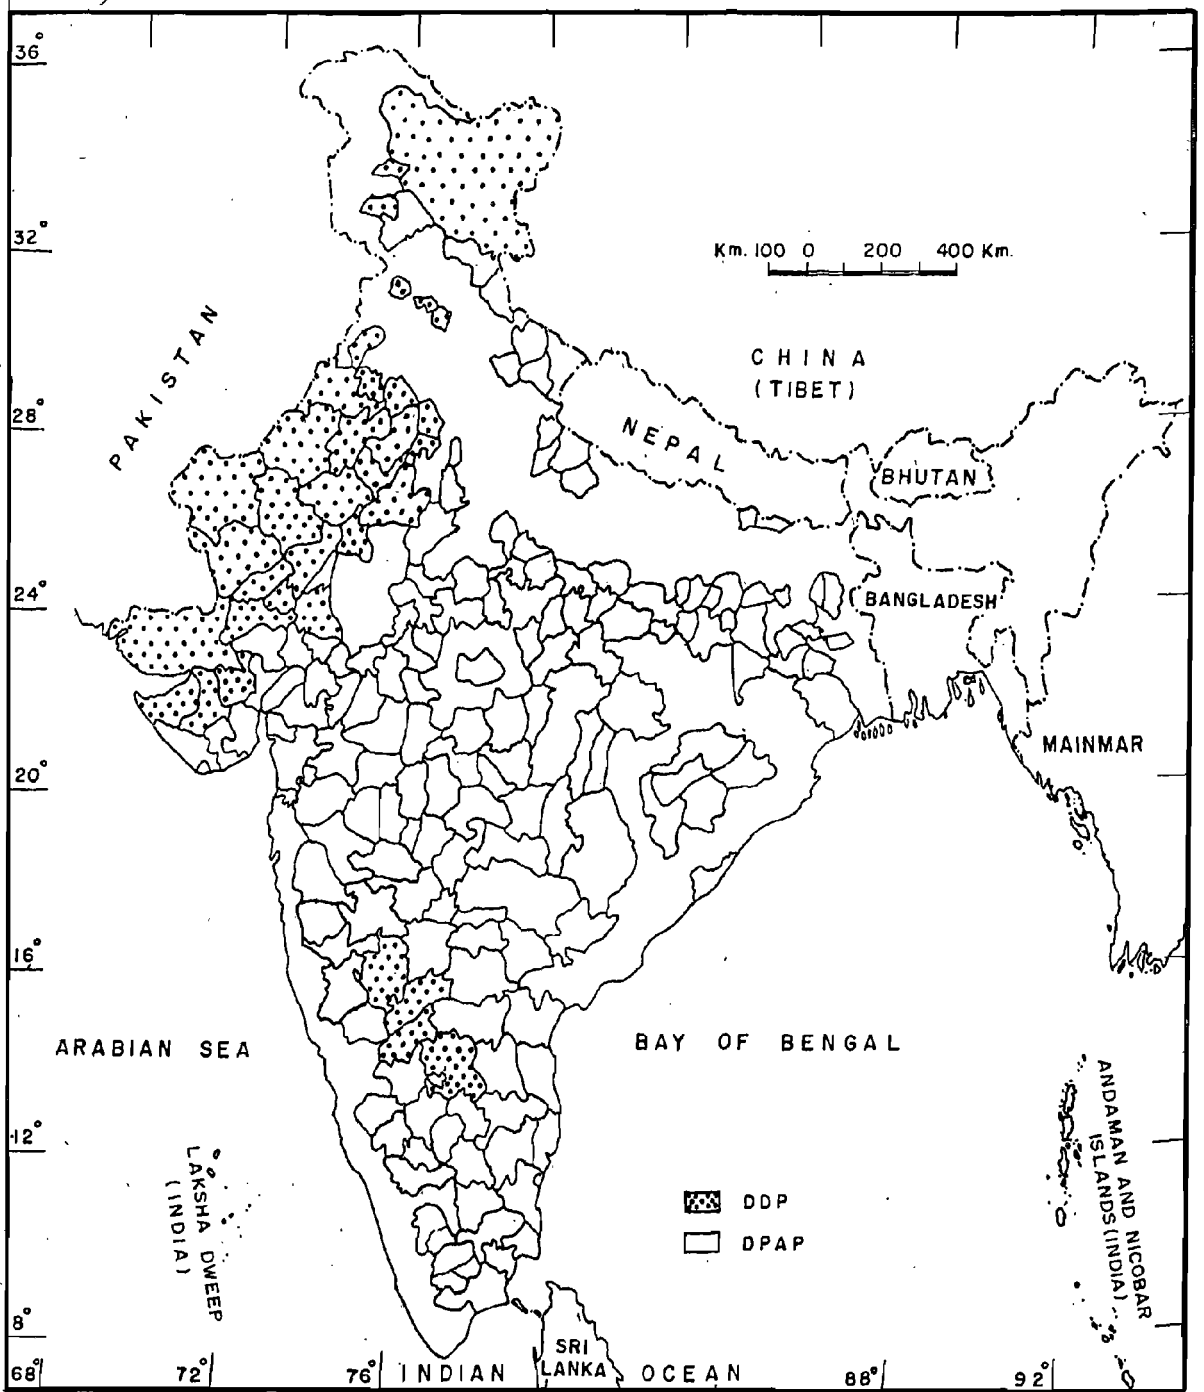 36°
32°
Km. 100 0 200 400 Km.
PAKISTAN
CHINA
(TIBET)
28°
NEPAL
BHUTAN
24°
BANGLADESH
MAINMAR
20°
16°
ARABIAN SEA
BAY OF BENGAL
ANDAMAN AND NICOBAR
ISLANDS(INDIA)
12°
LAKSHA DWEEP
(INDIA)
DDP
DPAP
8°
SRI
LANKA
68° 72° 76° INDIAN OCEAN 88° 92°